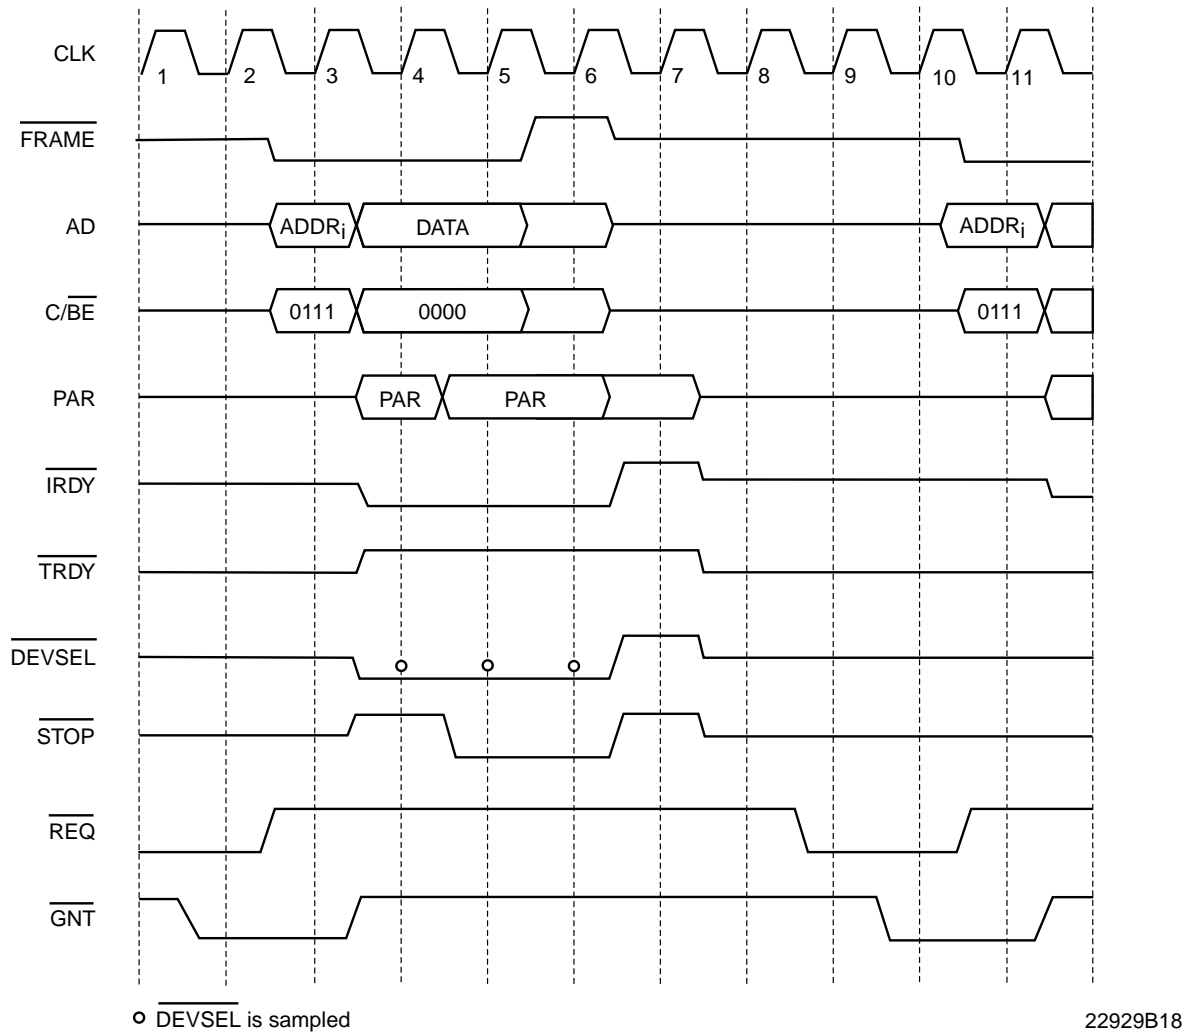 CLK
1 2 3 4 5 6 7 8 9 10 11
FRAME
AD
ADDRi DATA ADDRi
C/BE
0111 0000 0111
PAR
PAR PAR
IRDY
TRDY
DEVSEL
STOP
REQ
GNT
DEVSEL is sampled
22929B18